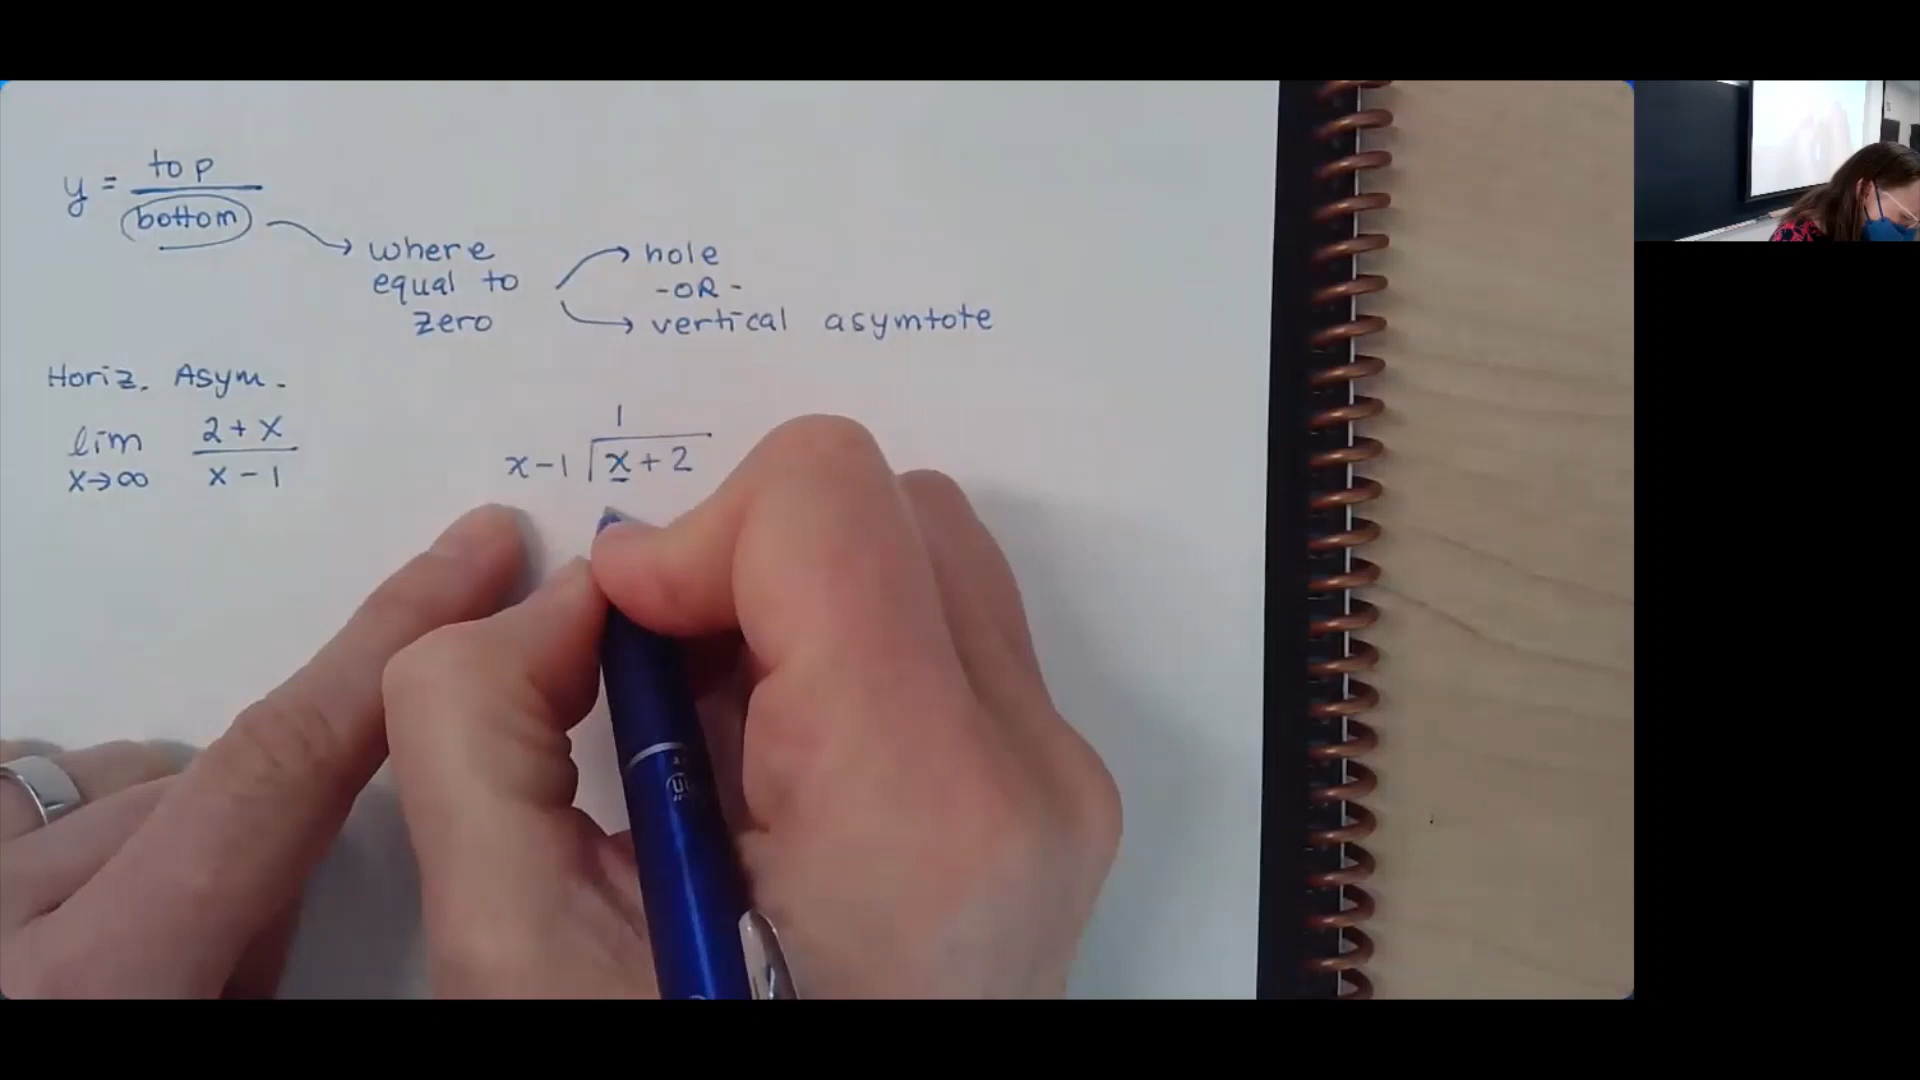 y = top / bottom
where equal to zero
hole
-OR-
vertical asymtote
Horiz. Asym.
lim x→∞ 2+x / x-1
1
x-1 √x+2